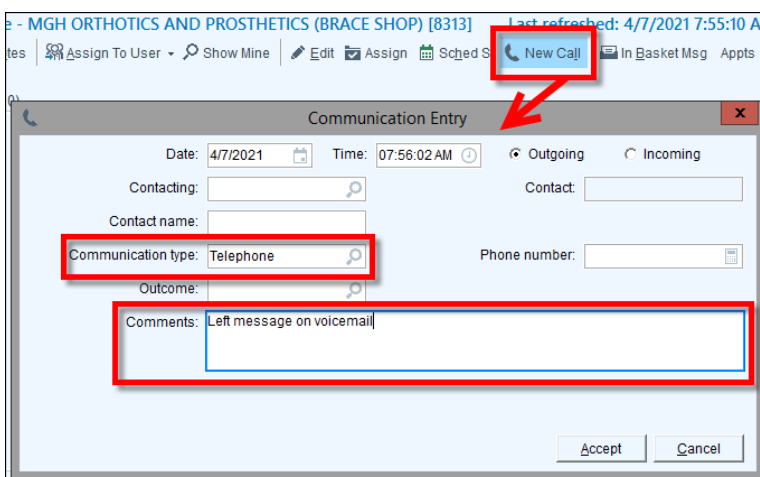 e - MGH ORTHOTICS AND PROSTHETICS (BRACE SHOP) [8313] Last refreshed: 4/7/2021 7:55:10 A
tes Assign To User Show Mine Edit Assign Sched S New Call In Basket Msg Appts
0)
Communication Entry x
Date: 4/7/2021 Time: 07:56:02 AM Outgoing Incoming
Contacting: Contact:
Contact name:
Communication type: Telephone Phone number:
Outcome:
Comments: Left message on voicemail
Accept Cancel